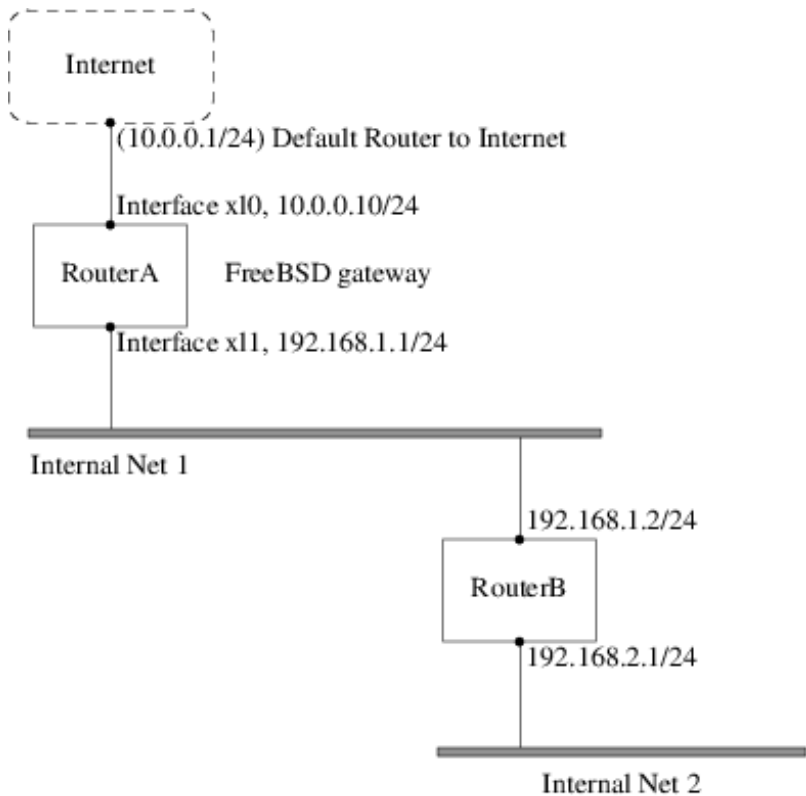 Internet
(10.0.0.1/24) Default Router to Internet
Interface xl0, 10.0.0.10/24
RouterA
FreeBSD gateway
Interface xl1, 192.168.1.1/24
Internal Net 1
192.168.1.2/24
RouterB
192.168.2.1/24
Internal Net 2